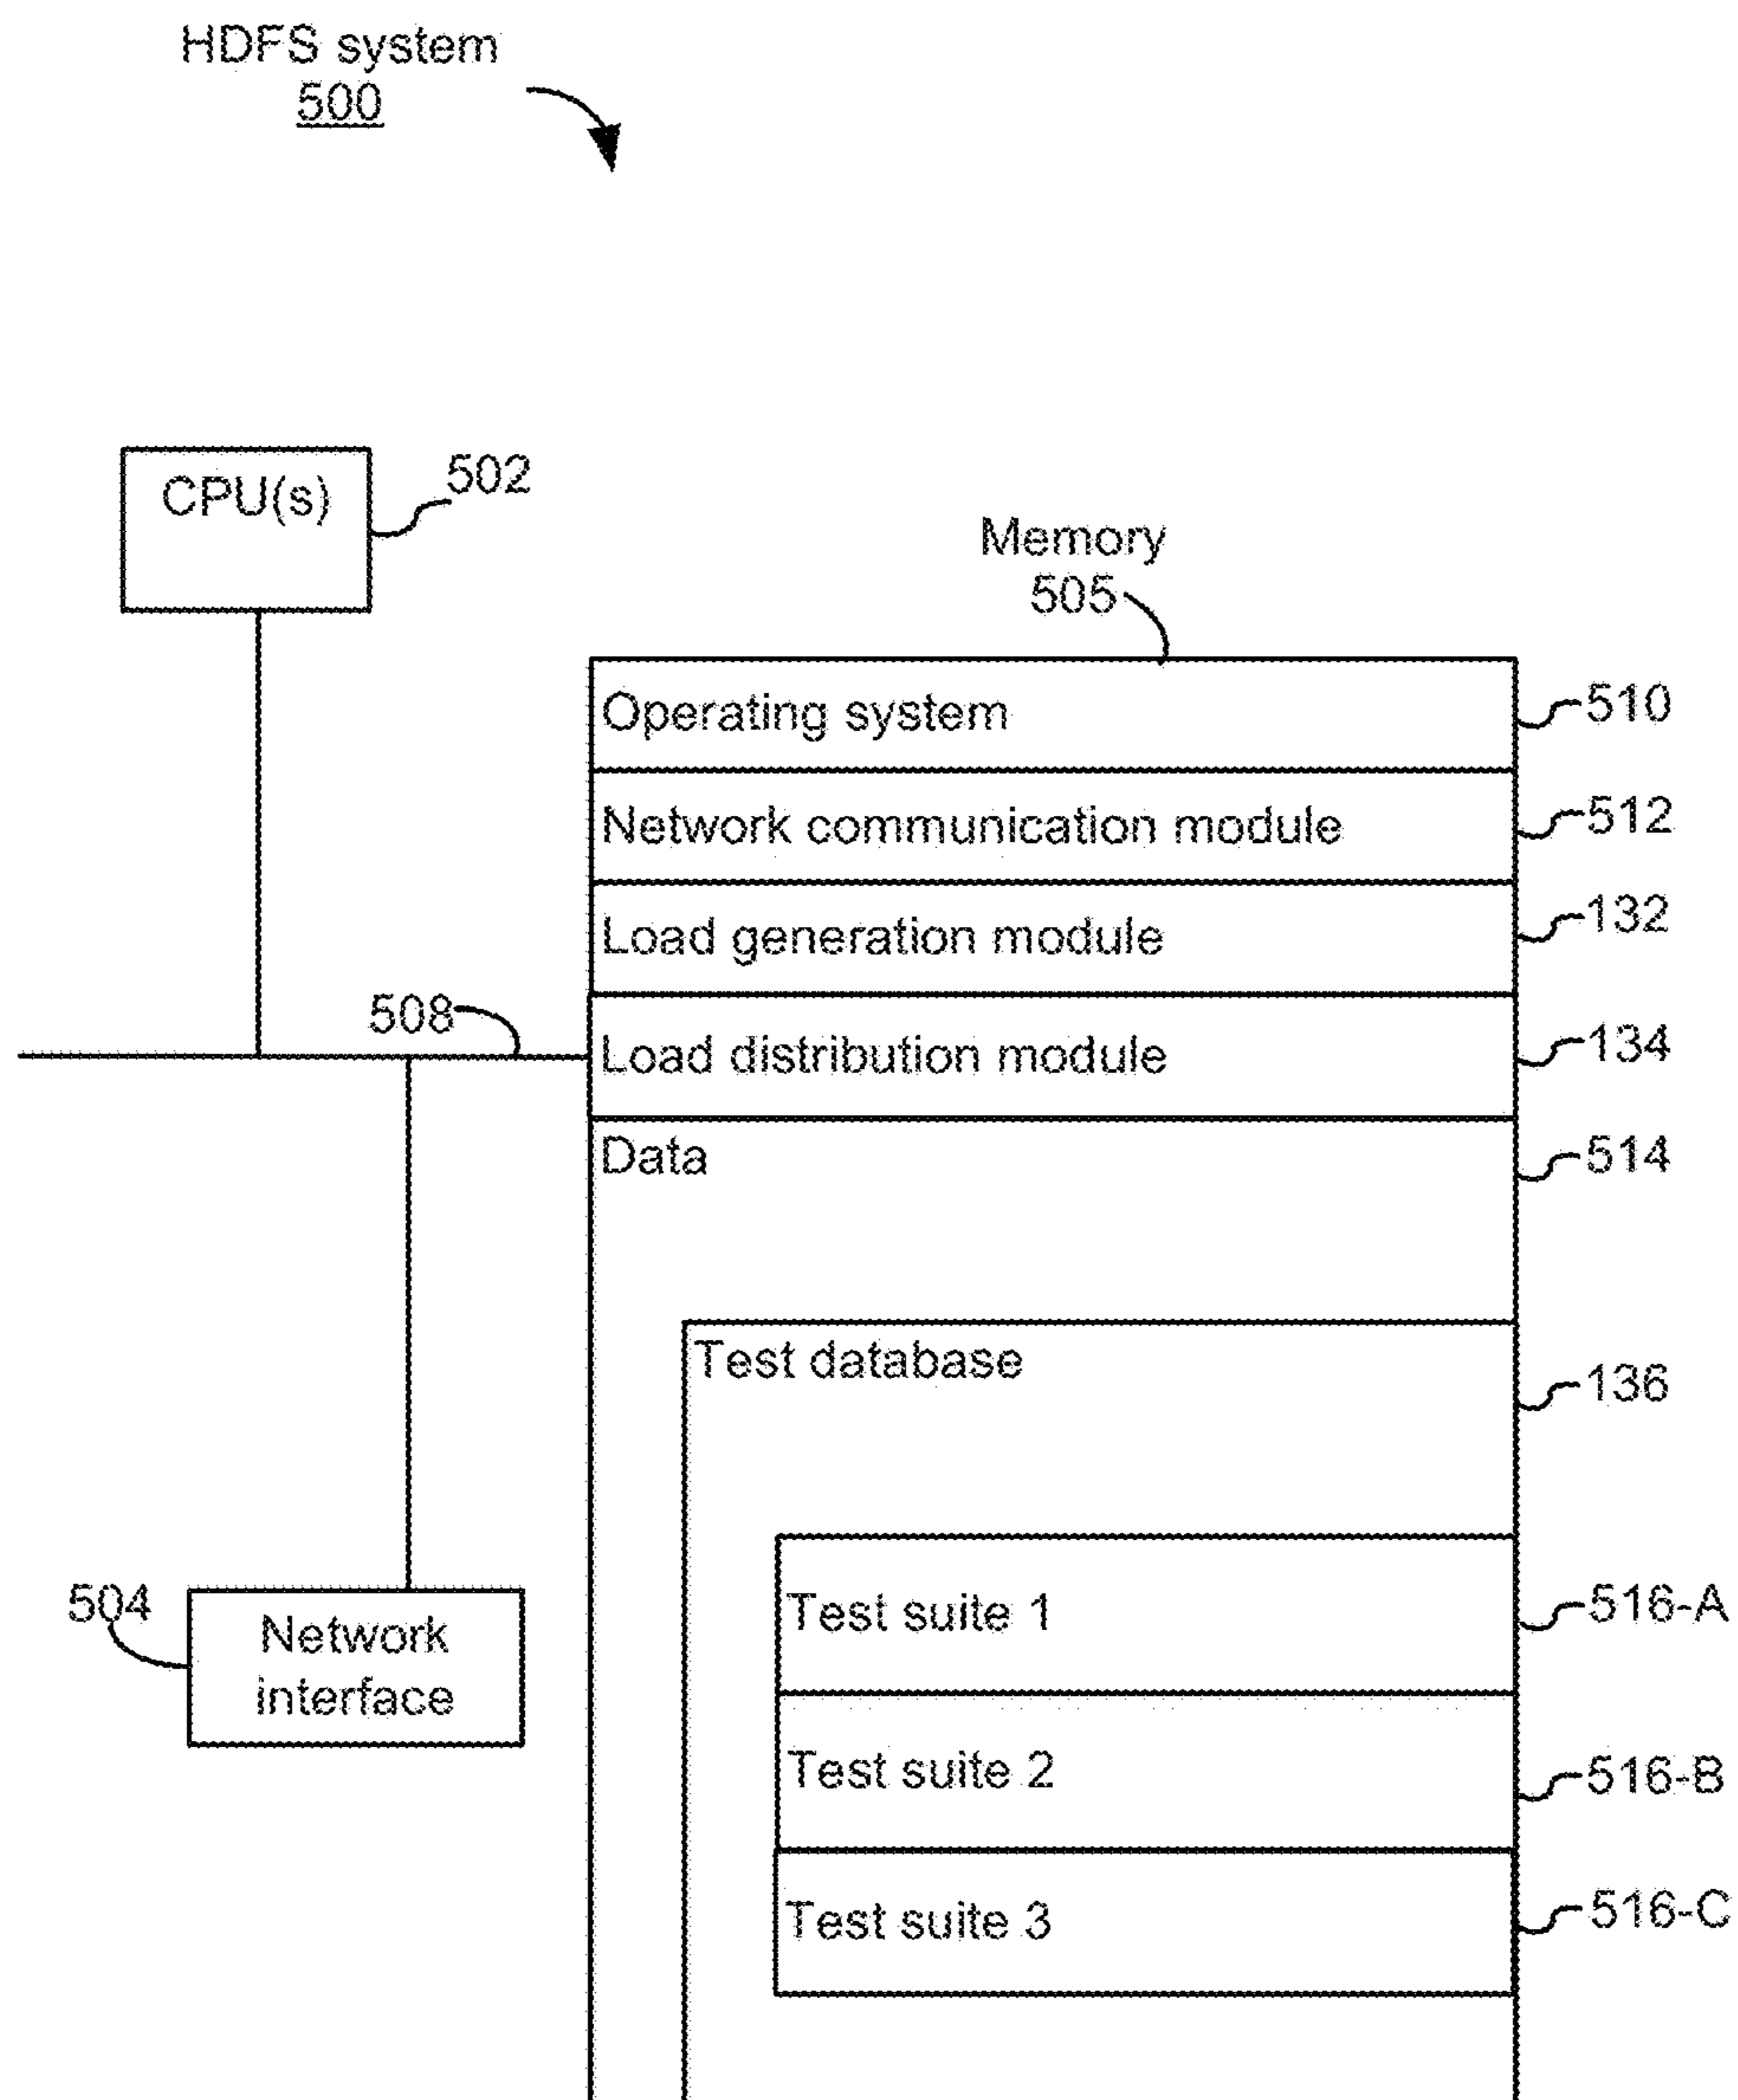 HDFS system
500
CPU(s)
502
Memory
505
Operating system
510
Network communication module
512
Load generation module
132
508
Load distribution module
134
Data
514
Test database
136
504
Network
interface
Test suite 1
516-A
Test suite 2
516-B
Test suite 3
516-C